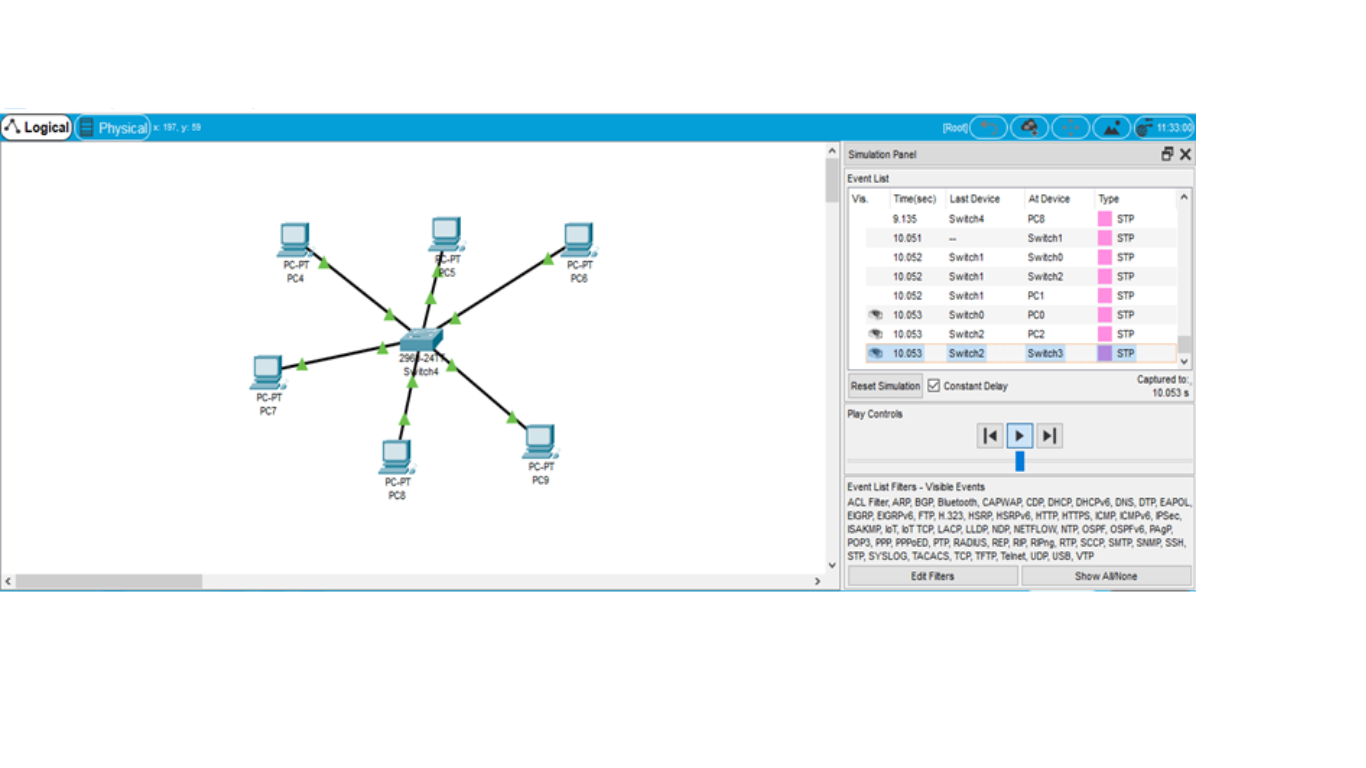 Logical Physical x: 197, y: 59 [Root] 11:33:00
Simulation Panel
Event List
Vis. Time(sec) Last Device At Device Type
9.135 Switch4 PC8 STP
10.051 -- Switch1 STP
10.052 Switch1 Switch0 STP
10.052 Switch1 Switch2 STP
10.052 Switch1 PC1 STP
10.053 Switch0 PC0 STP
10.053 Switch2 PC2 STP
10.053 Switch2 Switch3 STP
Reset Simulation Constant Delay
Captured to:
10.053 s
Play Controls
Event List Filters - Visible Events
ACL Filter, ARP, BGP, Bluetooth, CAPWAP, CDP, DHCP, DHCPv6, DNS, DTP, EAPOL,
EIGRP, EIGRPv6, FTP, H.323, HSRP, HSRPv6, HTTP, HTTPS, ICMP, ICMPv6, IPSec,
ISAKMP, IoT, IoT TCP, LACP, LLDP, NDP, NETFLOW, NTP, OSPF, OSPFv6, PAgP,
POP3, PPP, PPPoED, PTP, RADIUS, REP, RIP, RIPng, RTP, SCCP, SMTP, SNMP, SSH,
STP, SYSLOG, TACACS, TCP, TFTP, Telnet, UDP, USB, VTP
Edit Filters Show All/None
PC-PT
PC4
PC-PT
PC5
PC-PT
PC6
2960-24TT
Switch4
PC-PT
PC7
PC-PT
PC8
PC-PT
PC9